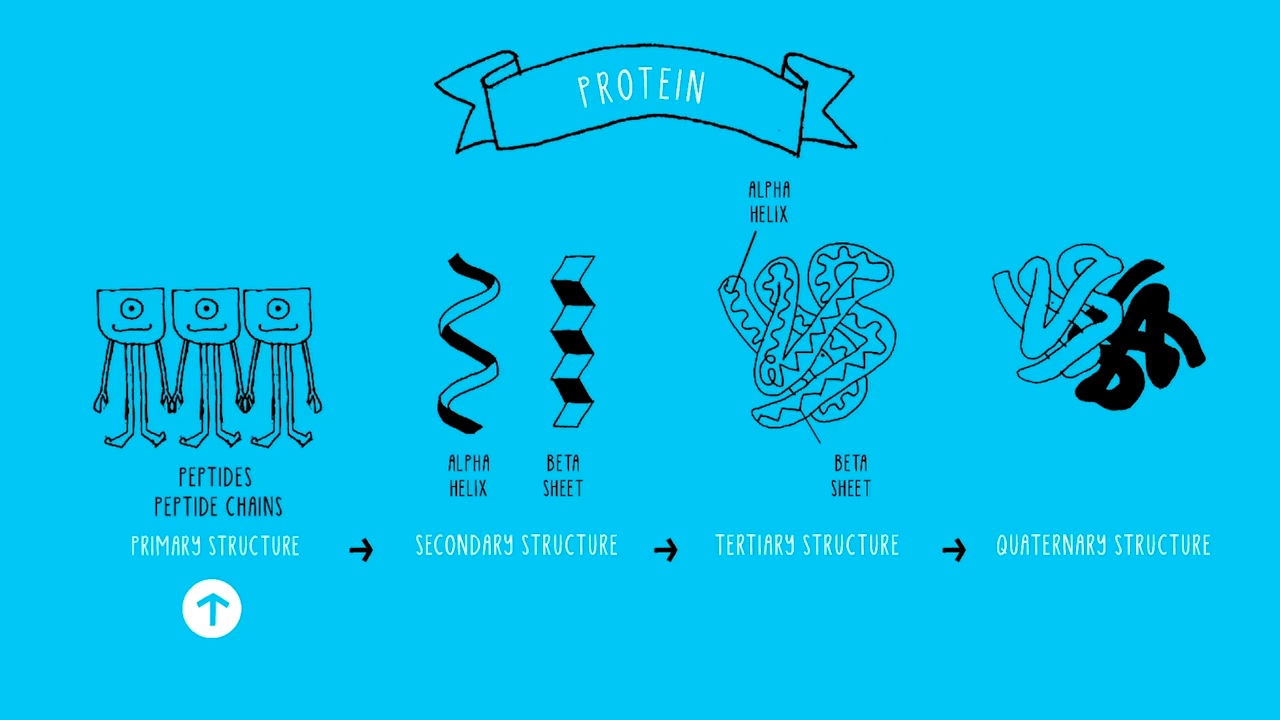 PROTEIN
ALPHA
HELIX
PEPTIDES
PEPTIDE CHAINS
ALPHA
HELIX
BETA
SHEET
BETA
SHEET
PRIMARY STRUCTURE → SECONDARY STRUCTURE → TERTIARY STRUCTURE → QUATERNARY STRUCTURE